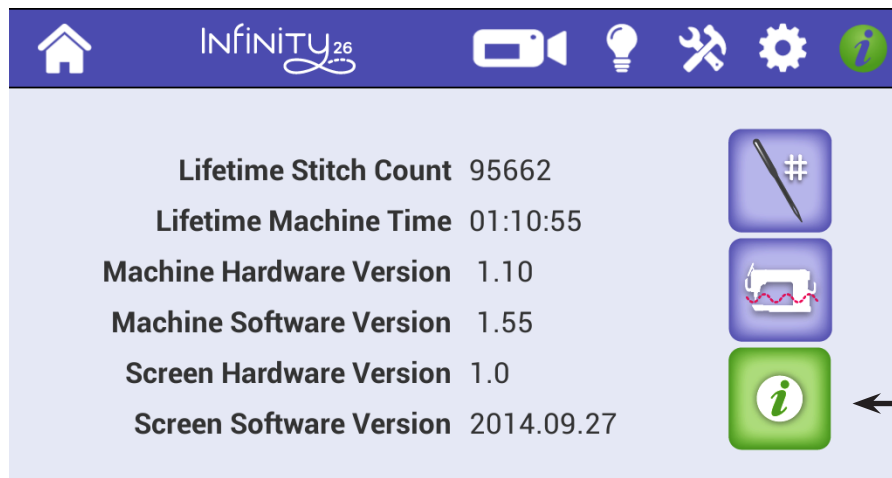 INFINITY 26
Lifetime Stitch Count 95662
Lifetime Machine Time 01:10:55
Machine Hardware Version 1.10
Machine Software Version 1.55
Screen Hardware Version 1.0
Screen Software Version 2014.09.27
#
i
i